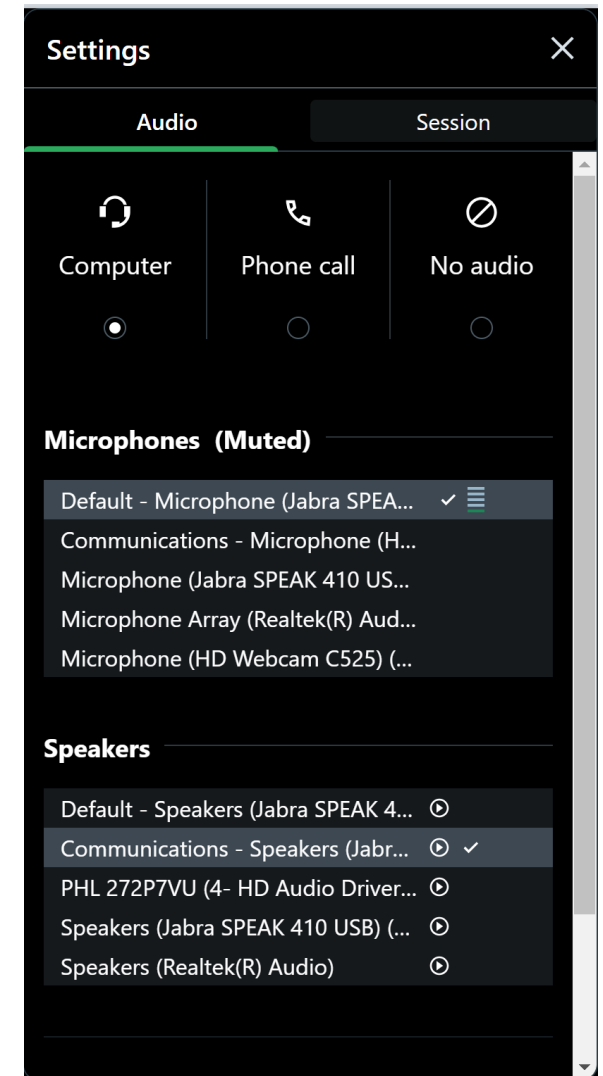 Settings
Audio Session
Computer Phone call No audio
Microphones (Muted)
Default - Microphone (Jabra SPEA...
Communications - Microphone (H...
Microphone (Jabra SPEAK 410 US...
Microphone Array (Realtek(R) Aud...
Microphone (HD Webcam C525) (...
Speakers
Default - Speakers (Jabra SPEAK 4...
Communications - Speakers (Jabr...
PHL 272P7VU (4- HD Audio Driver...
Speakers (Jabra SPEAK 410 USB) (...
Speakers (Realtek(R) Audio)